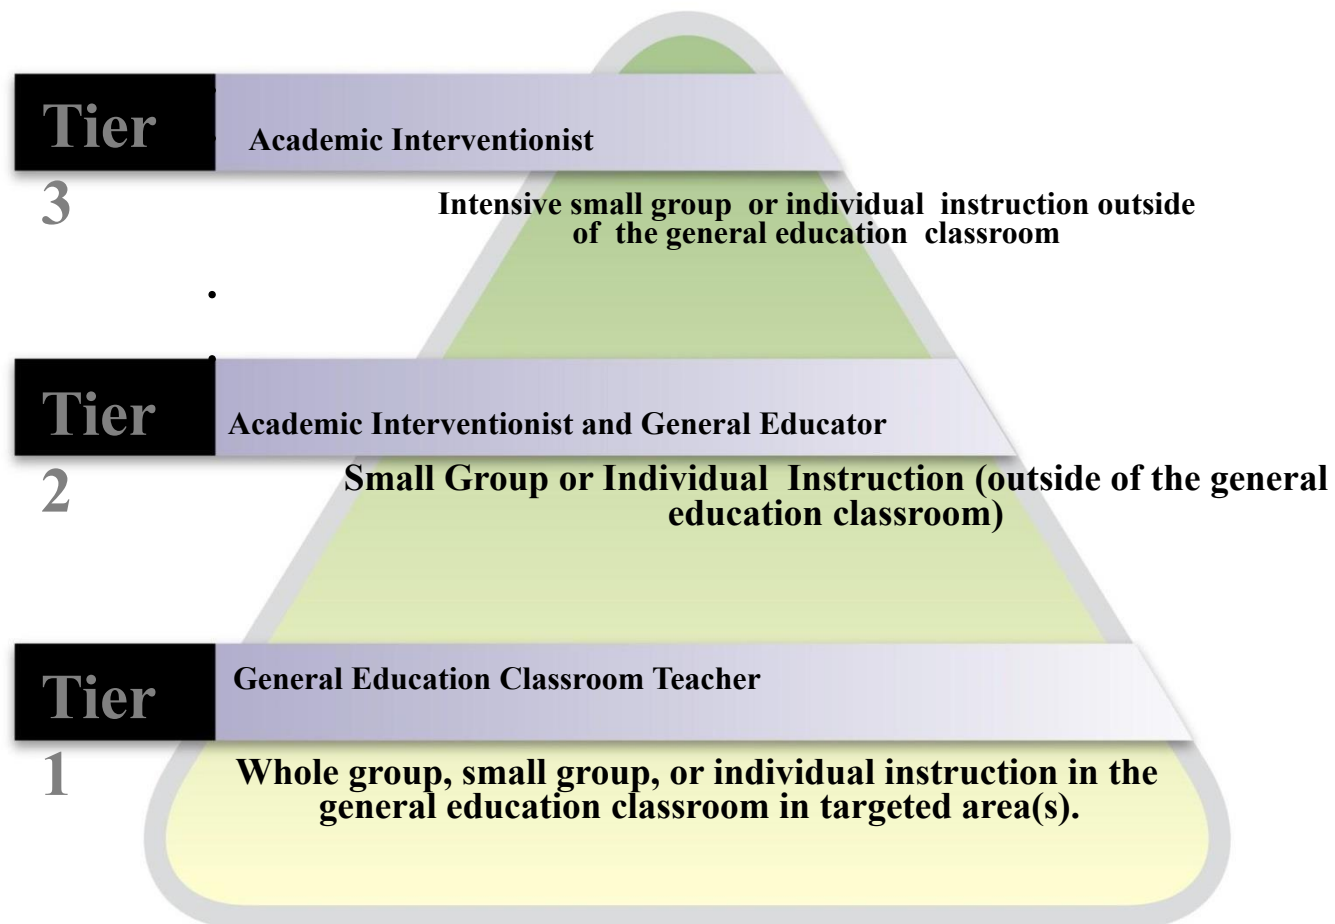 Tier
Academic Interventionist
3
Intensive small group or individual instruction outside
of the general education classroom
•
•
Tier
Academic Interventionist and General Educator
2
Small Group or Individual Instruction (outside of the general
education classroom)
Tier
General Education Classroom Teacher
1
Whole group, small group, or individual instruction in the
general education classroom in targeted area(s).